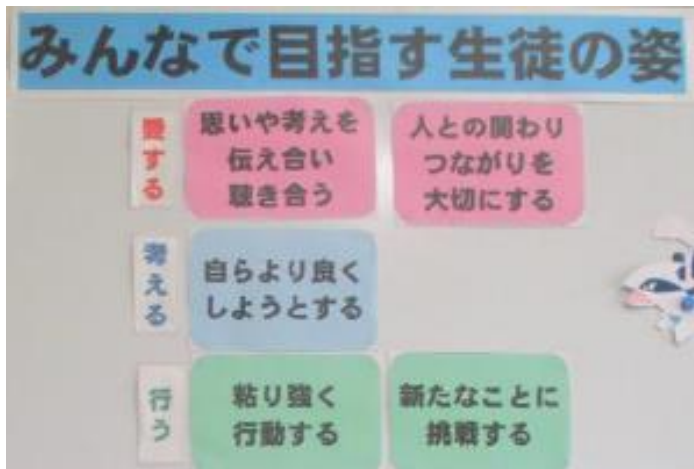 みんなで目指す生徒の姿
愛する
思いや考えを
伝え合い
聴き合う
人との関わり
つながりを
大切にする
考える
自らより良く
しようとする
行う
粘り強く
行動する
新たなことに
挑戦する